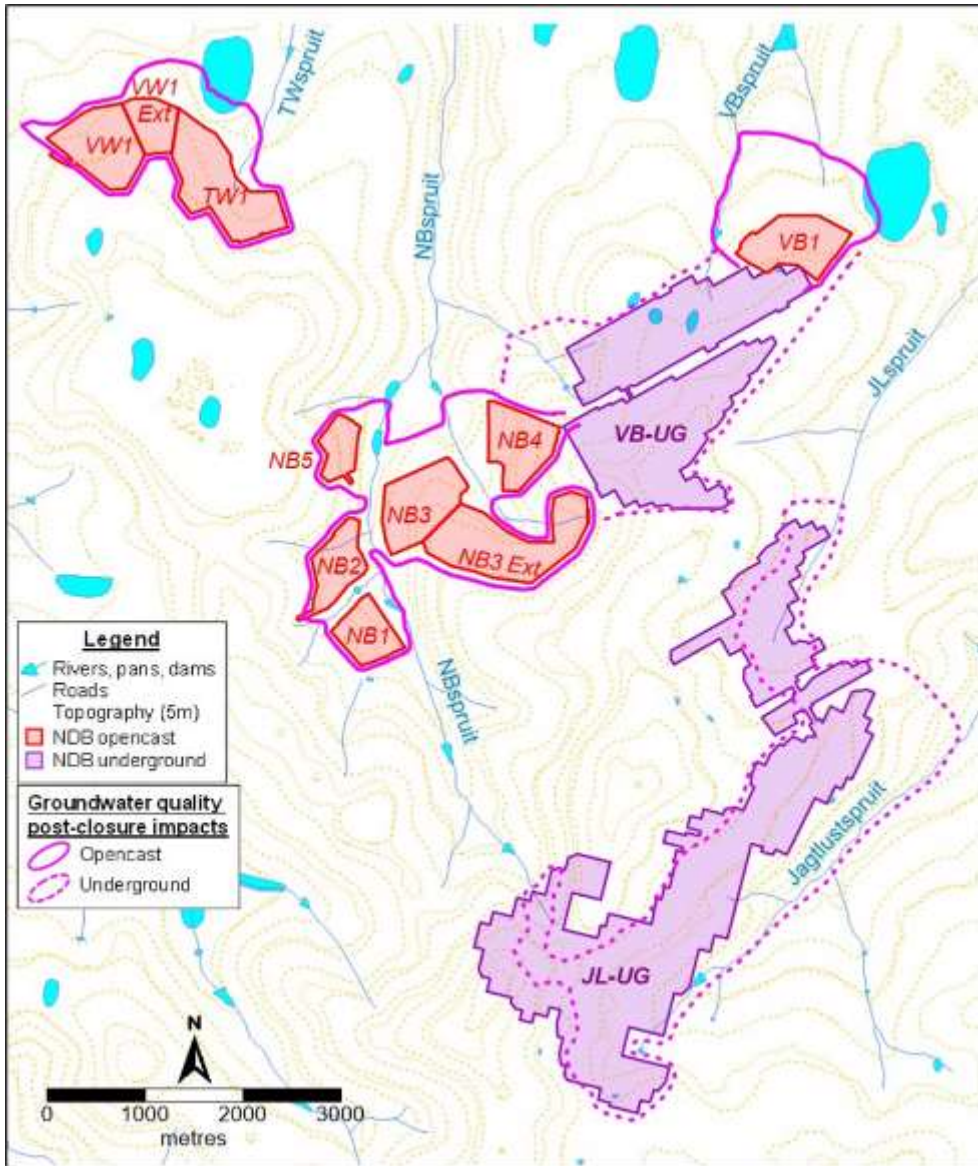 TWspruit
VBspruit
VW1
Ext
VW1
TW1
NBspruit
VB1
JLspruit
VB-UG
NB4
NB5
NB3
NB3 Ext
NB2
NB1
NBspruit
Jagtlustspruit
JL-UG
Legend
Rivers, pans, dams
Roads
Topography (5m)
NDB opencast
NDB underground
Groundwater quality
post-closure impacts
Opencast
Underground
N
0 1000 2000 3000
metres